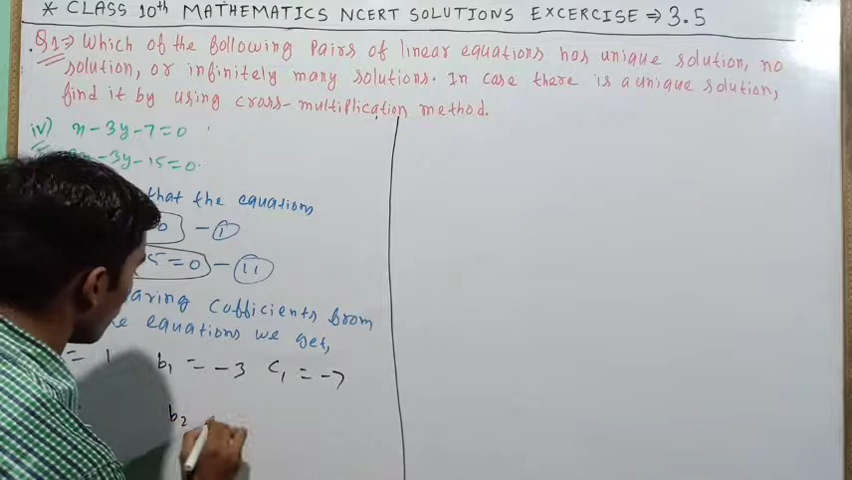 * CLASS 10th MATHEMATICS NCERT SOLUTIONS EXCERCISE ⇒ 3.5
Q1⇒ Which of the following Pairs of linear equations has unique solution, no
solution, or infinitely many solutions. In case there is a unique solution,
find it by using cross-multiplication method.
iv) x-3y-7=0
-3y-15=0
that the equations
0 - I
5=0 - II
aring cofficients from
equations we get,
= 1 b₁ = -3 c₁ = -7
b₂